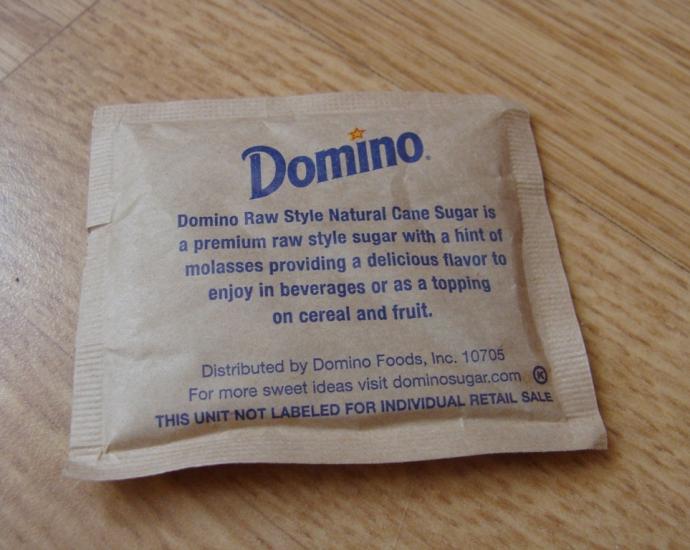 Domino®
Domino Raw Style Natural Cane Sugar is
a premium raw style sugar with a hint of
molasses providing a delicious flavor to
enjoy in beverages or as a topping
on cereal and fruit.
Distributed by Domino Foods, Inc. 10705
For more sweet ideas visit dominosugar.com K
THIS UNIT NOT LABELED FOR INDIVIDUAL RETAIL SALE